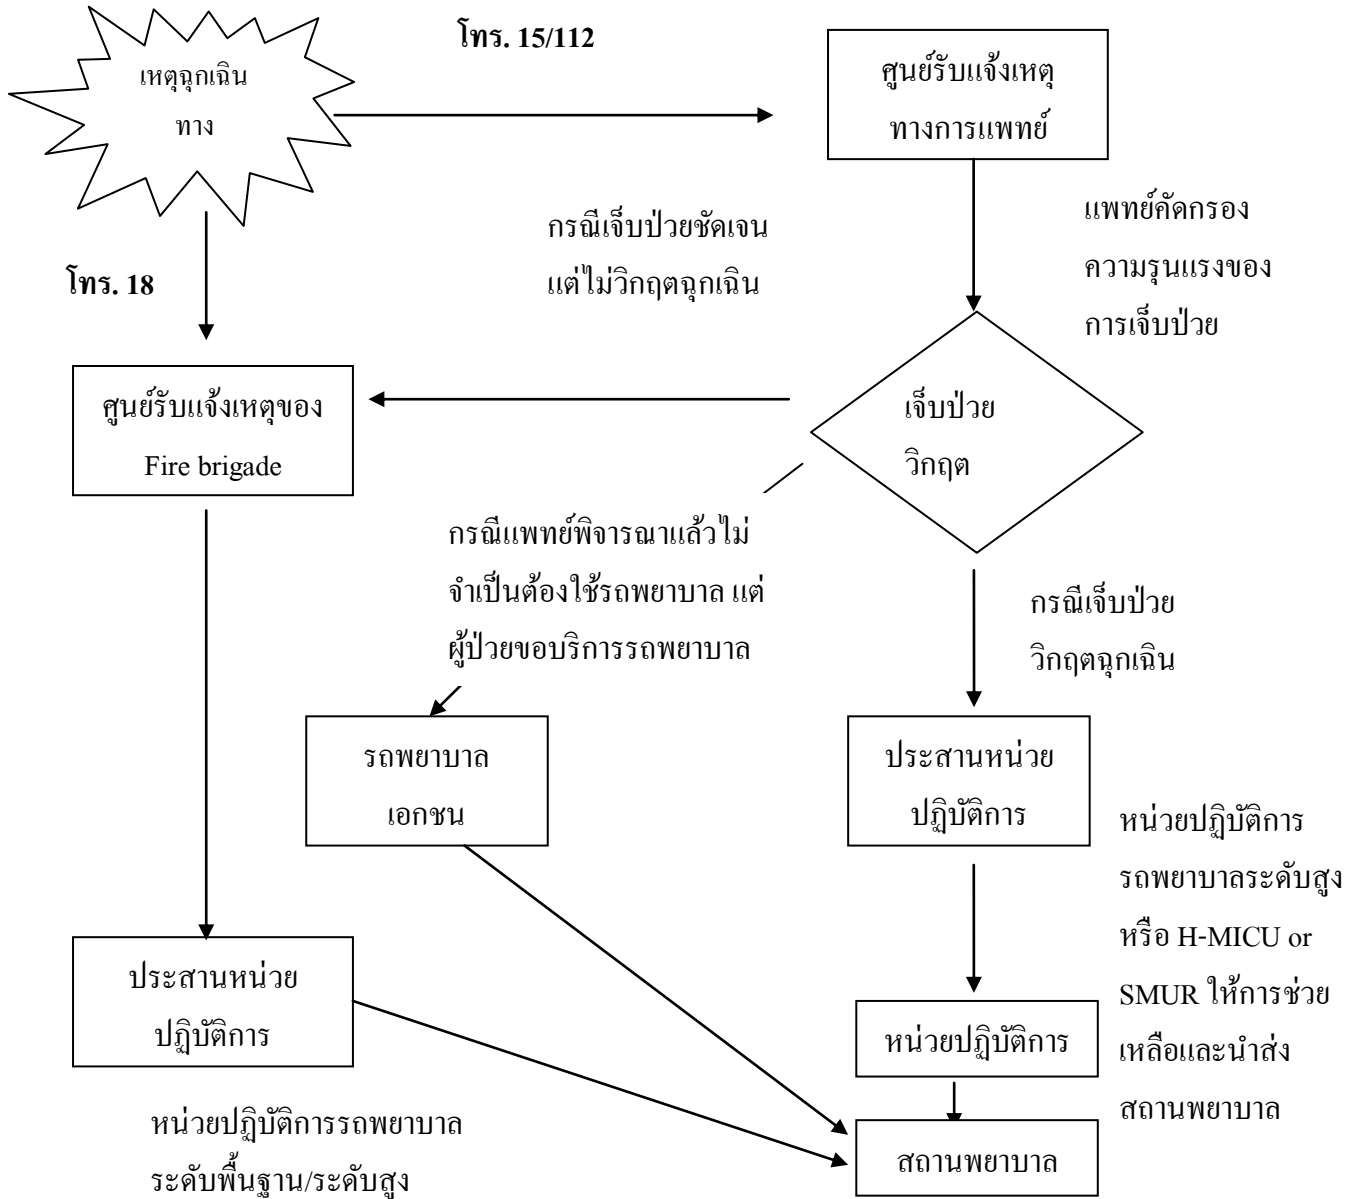 โทร. 15/112
เหตุฉุกเฉิน
ทาง
ศูนย์รับแจ้งเหตุ
ทางการแพทย์
แพทย์คัดกรอง
ความรุนแรงของ
การเจ็บป่วย
กรณีเจ็บป่วยชัดเจน
แต่ไม่วิกฤตฉุกเฉิน
โทร. 18
ศูนย์รับแจ้งเหตุของ
Fire brigade
เจ็บป่วย
วิกฤต
กรณีแพทย์พิจารณาแล้วไม่
จำเป็นต้องใช้รถพยาบาล แต่
ผู้ป่วยขอบริการรถพยาบาล
กรณีเจ็บป่วย
วิกฤตฉุกเฉิน
รถพยาบาล
เอกชน
ประสานหน่วย
ปฏิบัติการ
หน่วยปฏิบัติการ
รถพยาบาลระดับสูง
หรือ H-MICU or
SMUR ให้การช่วย
เหลือและนำส่ง
สถานพยาบาล
ประสานหน่วย
ปฏิบัติการ
หน่วยปฏิบัติการ
หน่วยปฏิบัติการรถพยาบาล
ระดับพื้นฐาน/ระดับสูง
สถานพยาบาล